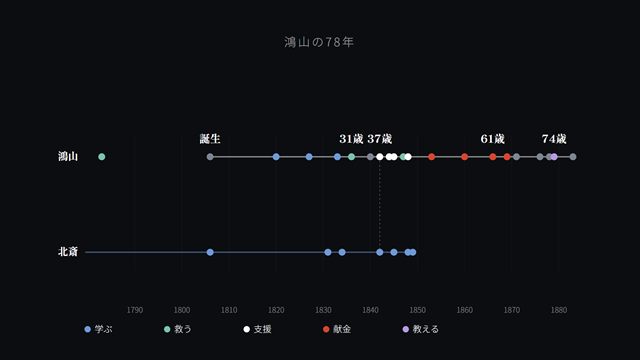 鴻山の78年
誕生 31歳 37歳 61歳 74歳
鴻山
北斎
1790 1800 1810 1820 1830 1840 1850 1860 1870 1880
学ぶ 救う 支援 献金 教える